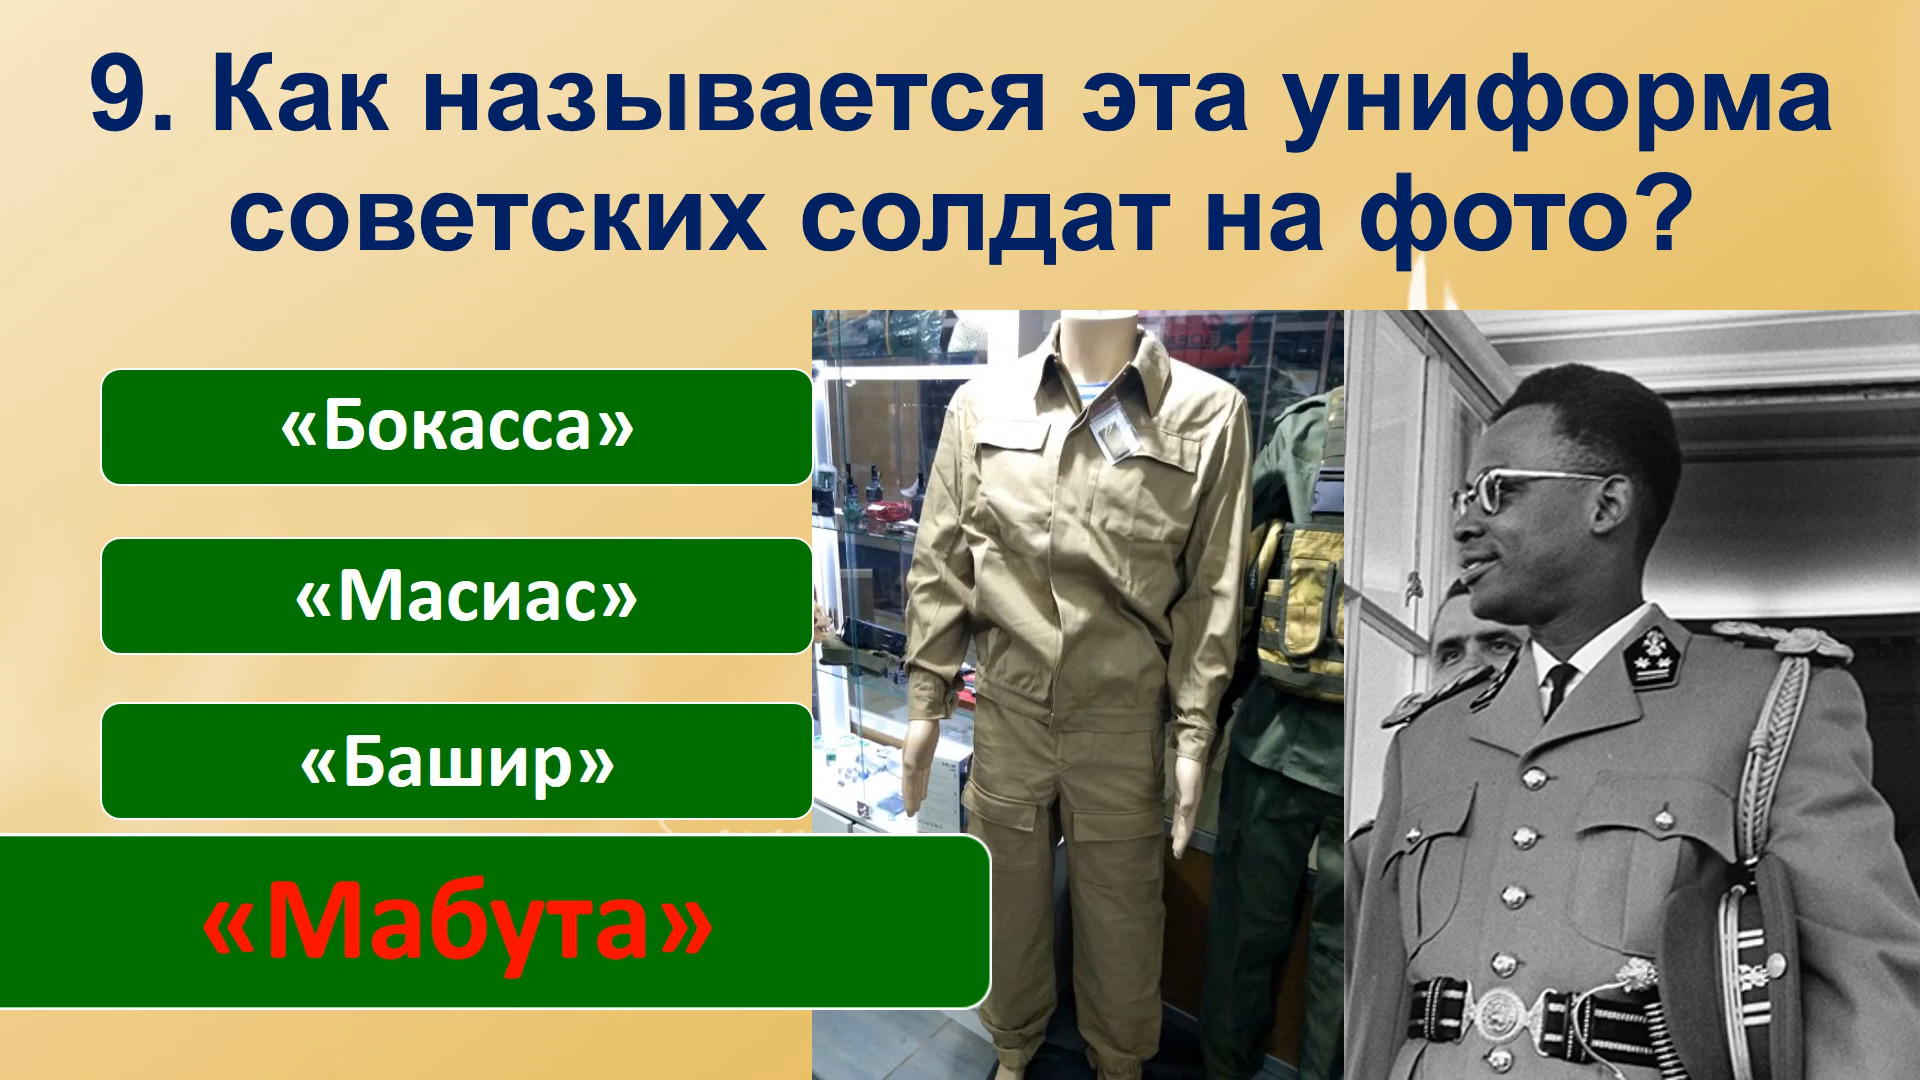 9. Как называется эта униформа
советских солдат на фото?
«Бокасса»
«Масиас»
«Башир»
«Мабута»